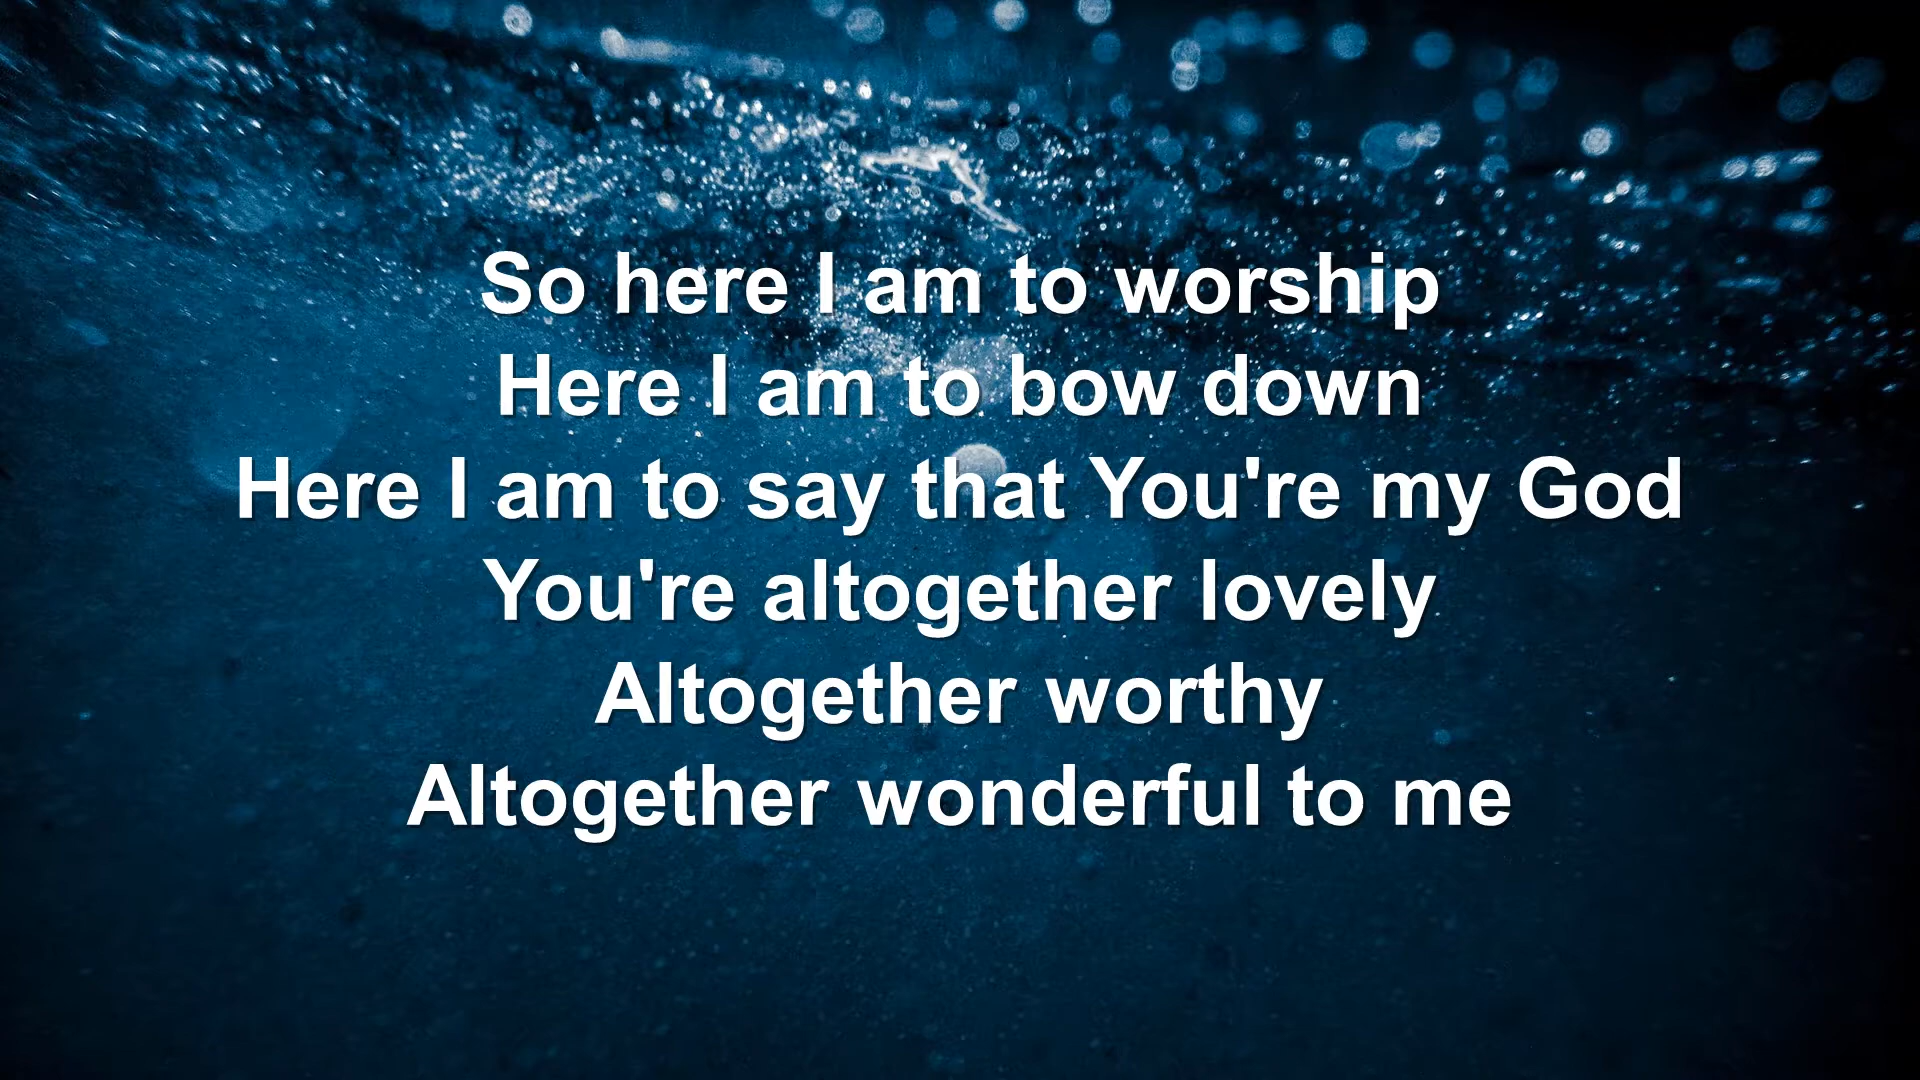 So here I am to worship
Here I am to bow down
Here I am to say that You're my God
You're altogether lovely
Altogether worthy
Altogether wonderful to me